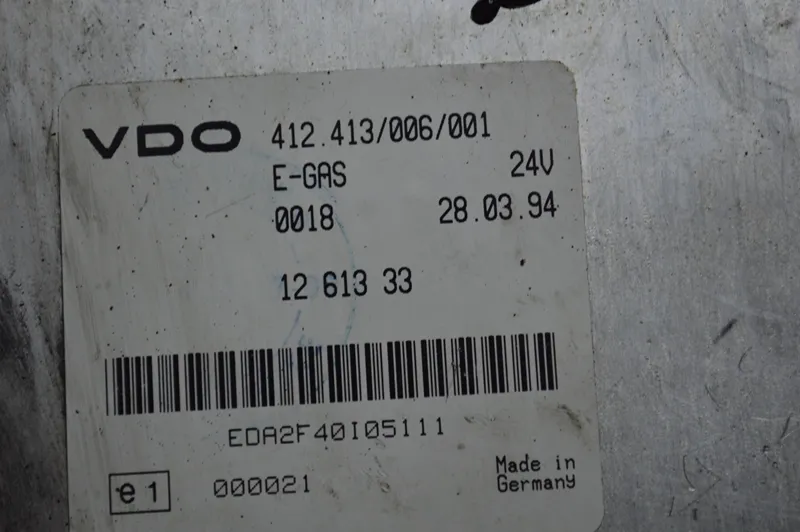 VDO 412.413/006/001
E-GAS 24V
0018 28.03.94
12 613 33
EDA2F40I05111
e1 000021
Made in
Germany